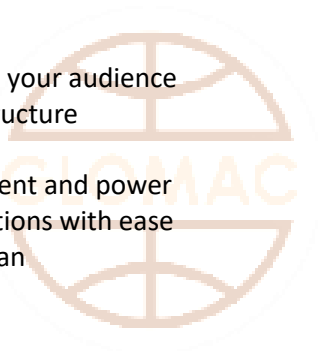 your audience
ucture
ent and power
tions with ease
an
GLOMAC